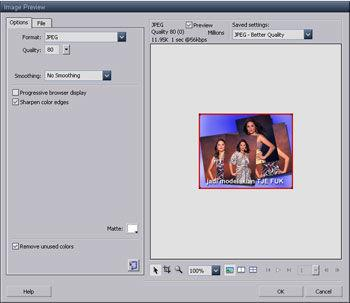 Image Preview
Options
File
Format:
JPEG
Quality:
80
Smoothing:
No Smoothing
Progressive browser display
Sharpen color edges
Matte:
Remove unused colors
JPEG
Preview
Saved settings:
Quality 80 (0)
Millions
JPEG - Better Quality
11.95K 1 sec @56kbps
100%
1
Help
OK
Cancel